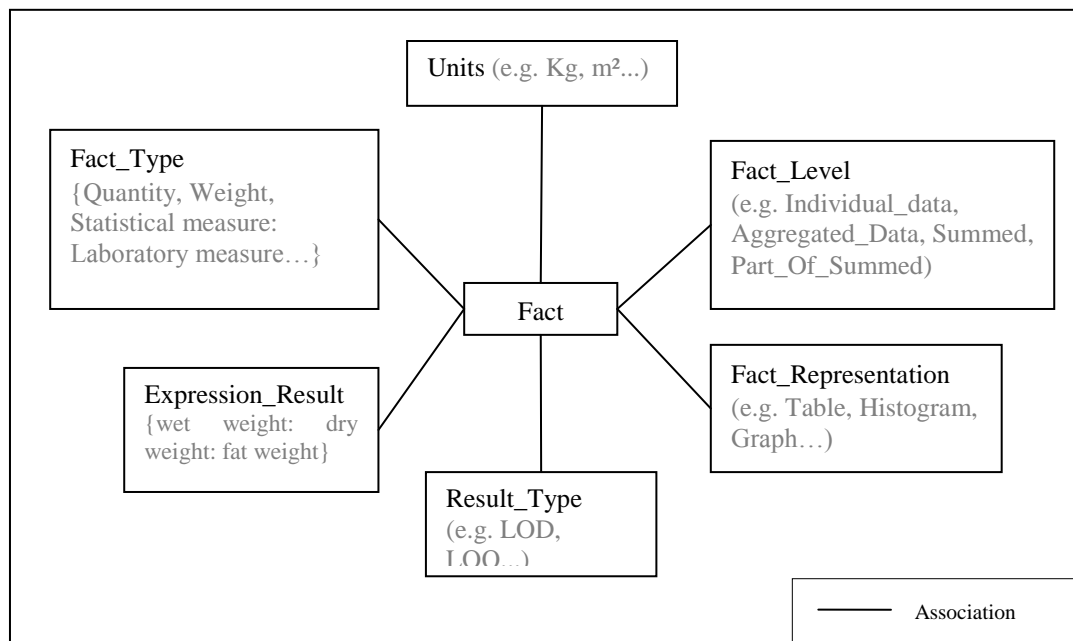 Units (e.g. Kg, m²...)
Fact_Type
{Quantity, Weight,
Statistical measure:
Laboratory measure…}
Fact_Level
(e.g. Individual_data,
Aggregated_Data, Summed,
Part_Of_Summed)
Fact
Expression_Result
{wet weight: dry
weight: fat weight}
Fact_Representation
(e.g. Table, Histogram,
Graph…)
Result_Type
(e.g. LOD,
Association